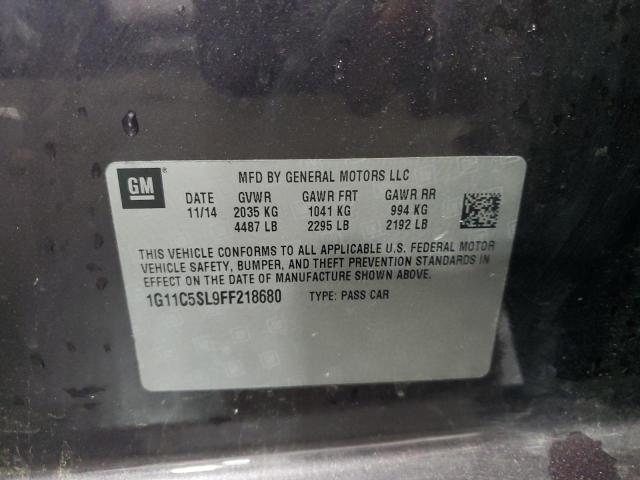 GM ®
MFD BY GENERAL MOTORS LLC
DATE GVWR GAWR FRT GAWR RR
11/14 2035 KG 1041 KG 994 KG
4487 LB 2295 LB 2192 LB
THIS VEHICLE CONFORMS TO ALL APPLICABLE U.S. FEDERAL MOTOR
VEHICLE SAFETY, BUMPER, AND THEFT PREVENTION STANDARDS IN
EFFECT ON THE DATE OF MANUFACTURE SHOWN ABOVE.
1G11C5SL9FF218680 TYPE: PASS CAR